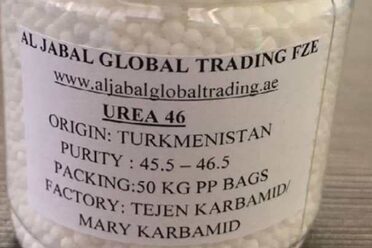 AL JABAL GLOBAL TRADING FZE
www.aljabalglobaltrading.ae
UREA 46
ORIGIN: TURKMENISTAN
PURITY : 45.5 – 46.5
PACKING:50 KG PP BAGS
FACTORY: TEJEN KARBAMID/
MARY KARBAMID